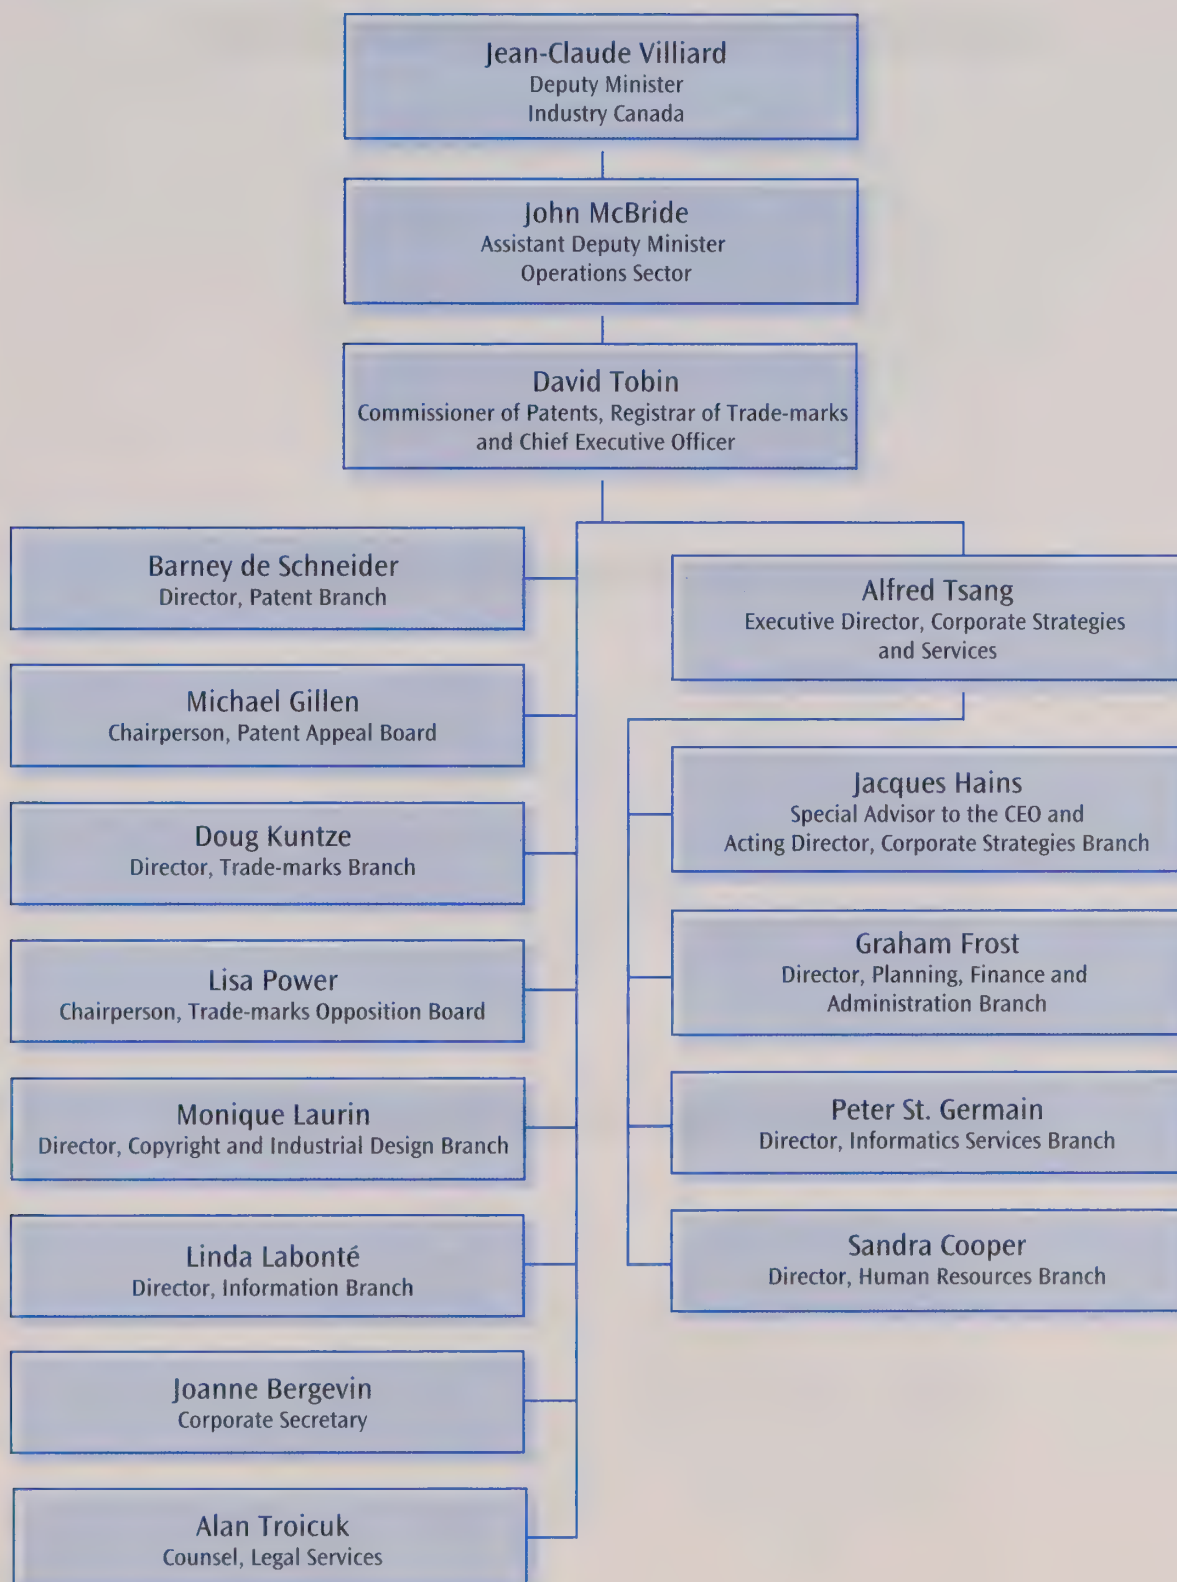 Jean-Claude Villiard
Deputy Minister
Industry Canada
John McBride
Assistant Deputy Minister
Operations Sector
David Tobin
Commissioner of Patents, Registrar of Trade-marks
and Chief Executive Officer
Barney de Schneider
Director, Patent Branch
Michael Gillen
Chairperson, Patent Appeal Board
Doug Kuntze
Director, Trade-marks Branch
Lisa Power
Chairperson, Trade-marks Opposition Board
Monique Laurin
Director, Copyright and Industrial Design Branch
Linda Labonté
Director, Information Branch
Joanne Bergevin
Corporate Secretary
Alan Troicuk
Counsel, Legal Services
Alfred Tsang
Executive Director, Corporate Strategies
and Services
Jacques Hains
Special Advisor to the CEO and
Acting Director, Corporate Strategies Branch
Graham Frost
Director, Planning, Finance and
Administration Branch
Peter St. Germain
Director, Informatics Services Branch
Sandra Cooper
Director, Human Resources Branch